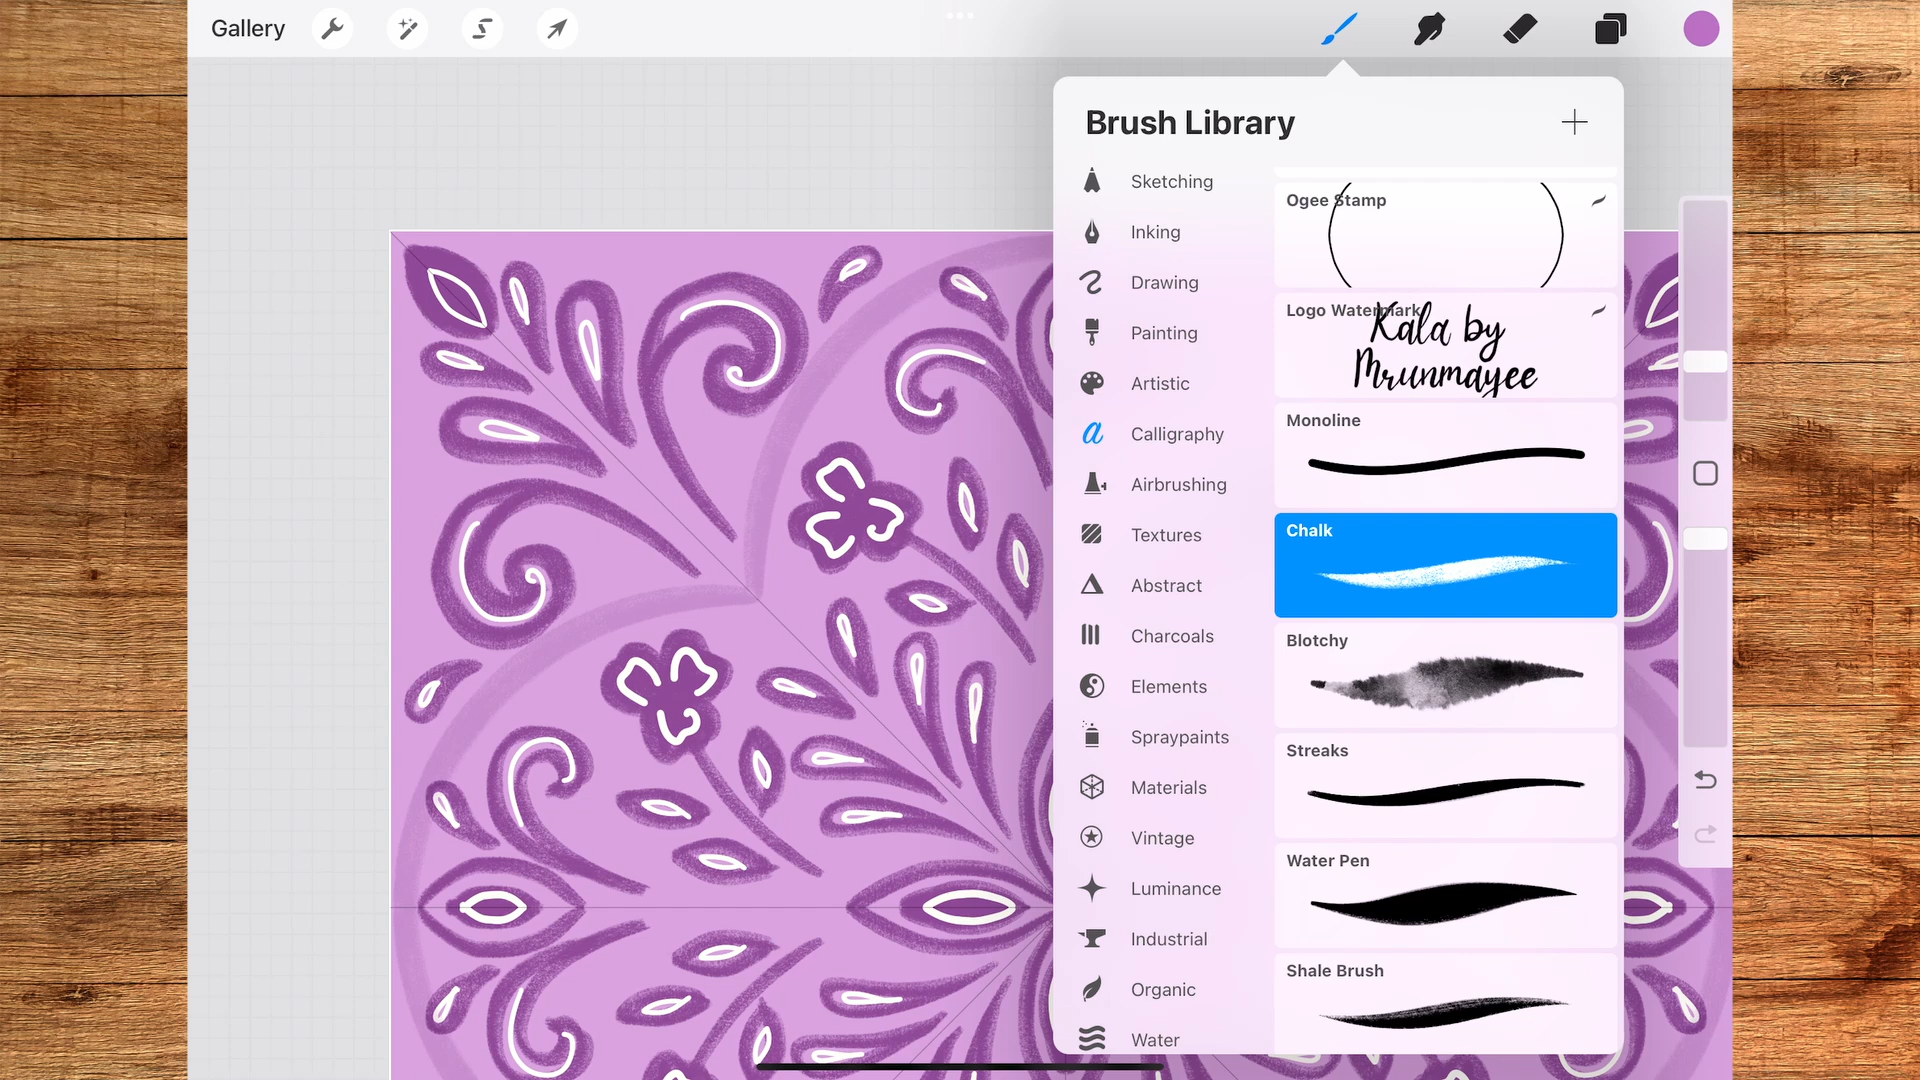 Gallery
Brush Library
Sketching
Inking
Drawing
Painting
Artistic
Calligraphy
Airbrushing
Textures
Abstract
Charcoals
Elements
Spraypaints
Materials
Vintage
Luminance
Industrial
Organic
Water
Ogee Stamp
Logo Watermark
Kala by
Mrunmayee
Monoline
Chalk
Blotchy
Streaks
Water Pen
Shale Brush